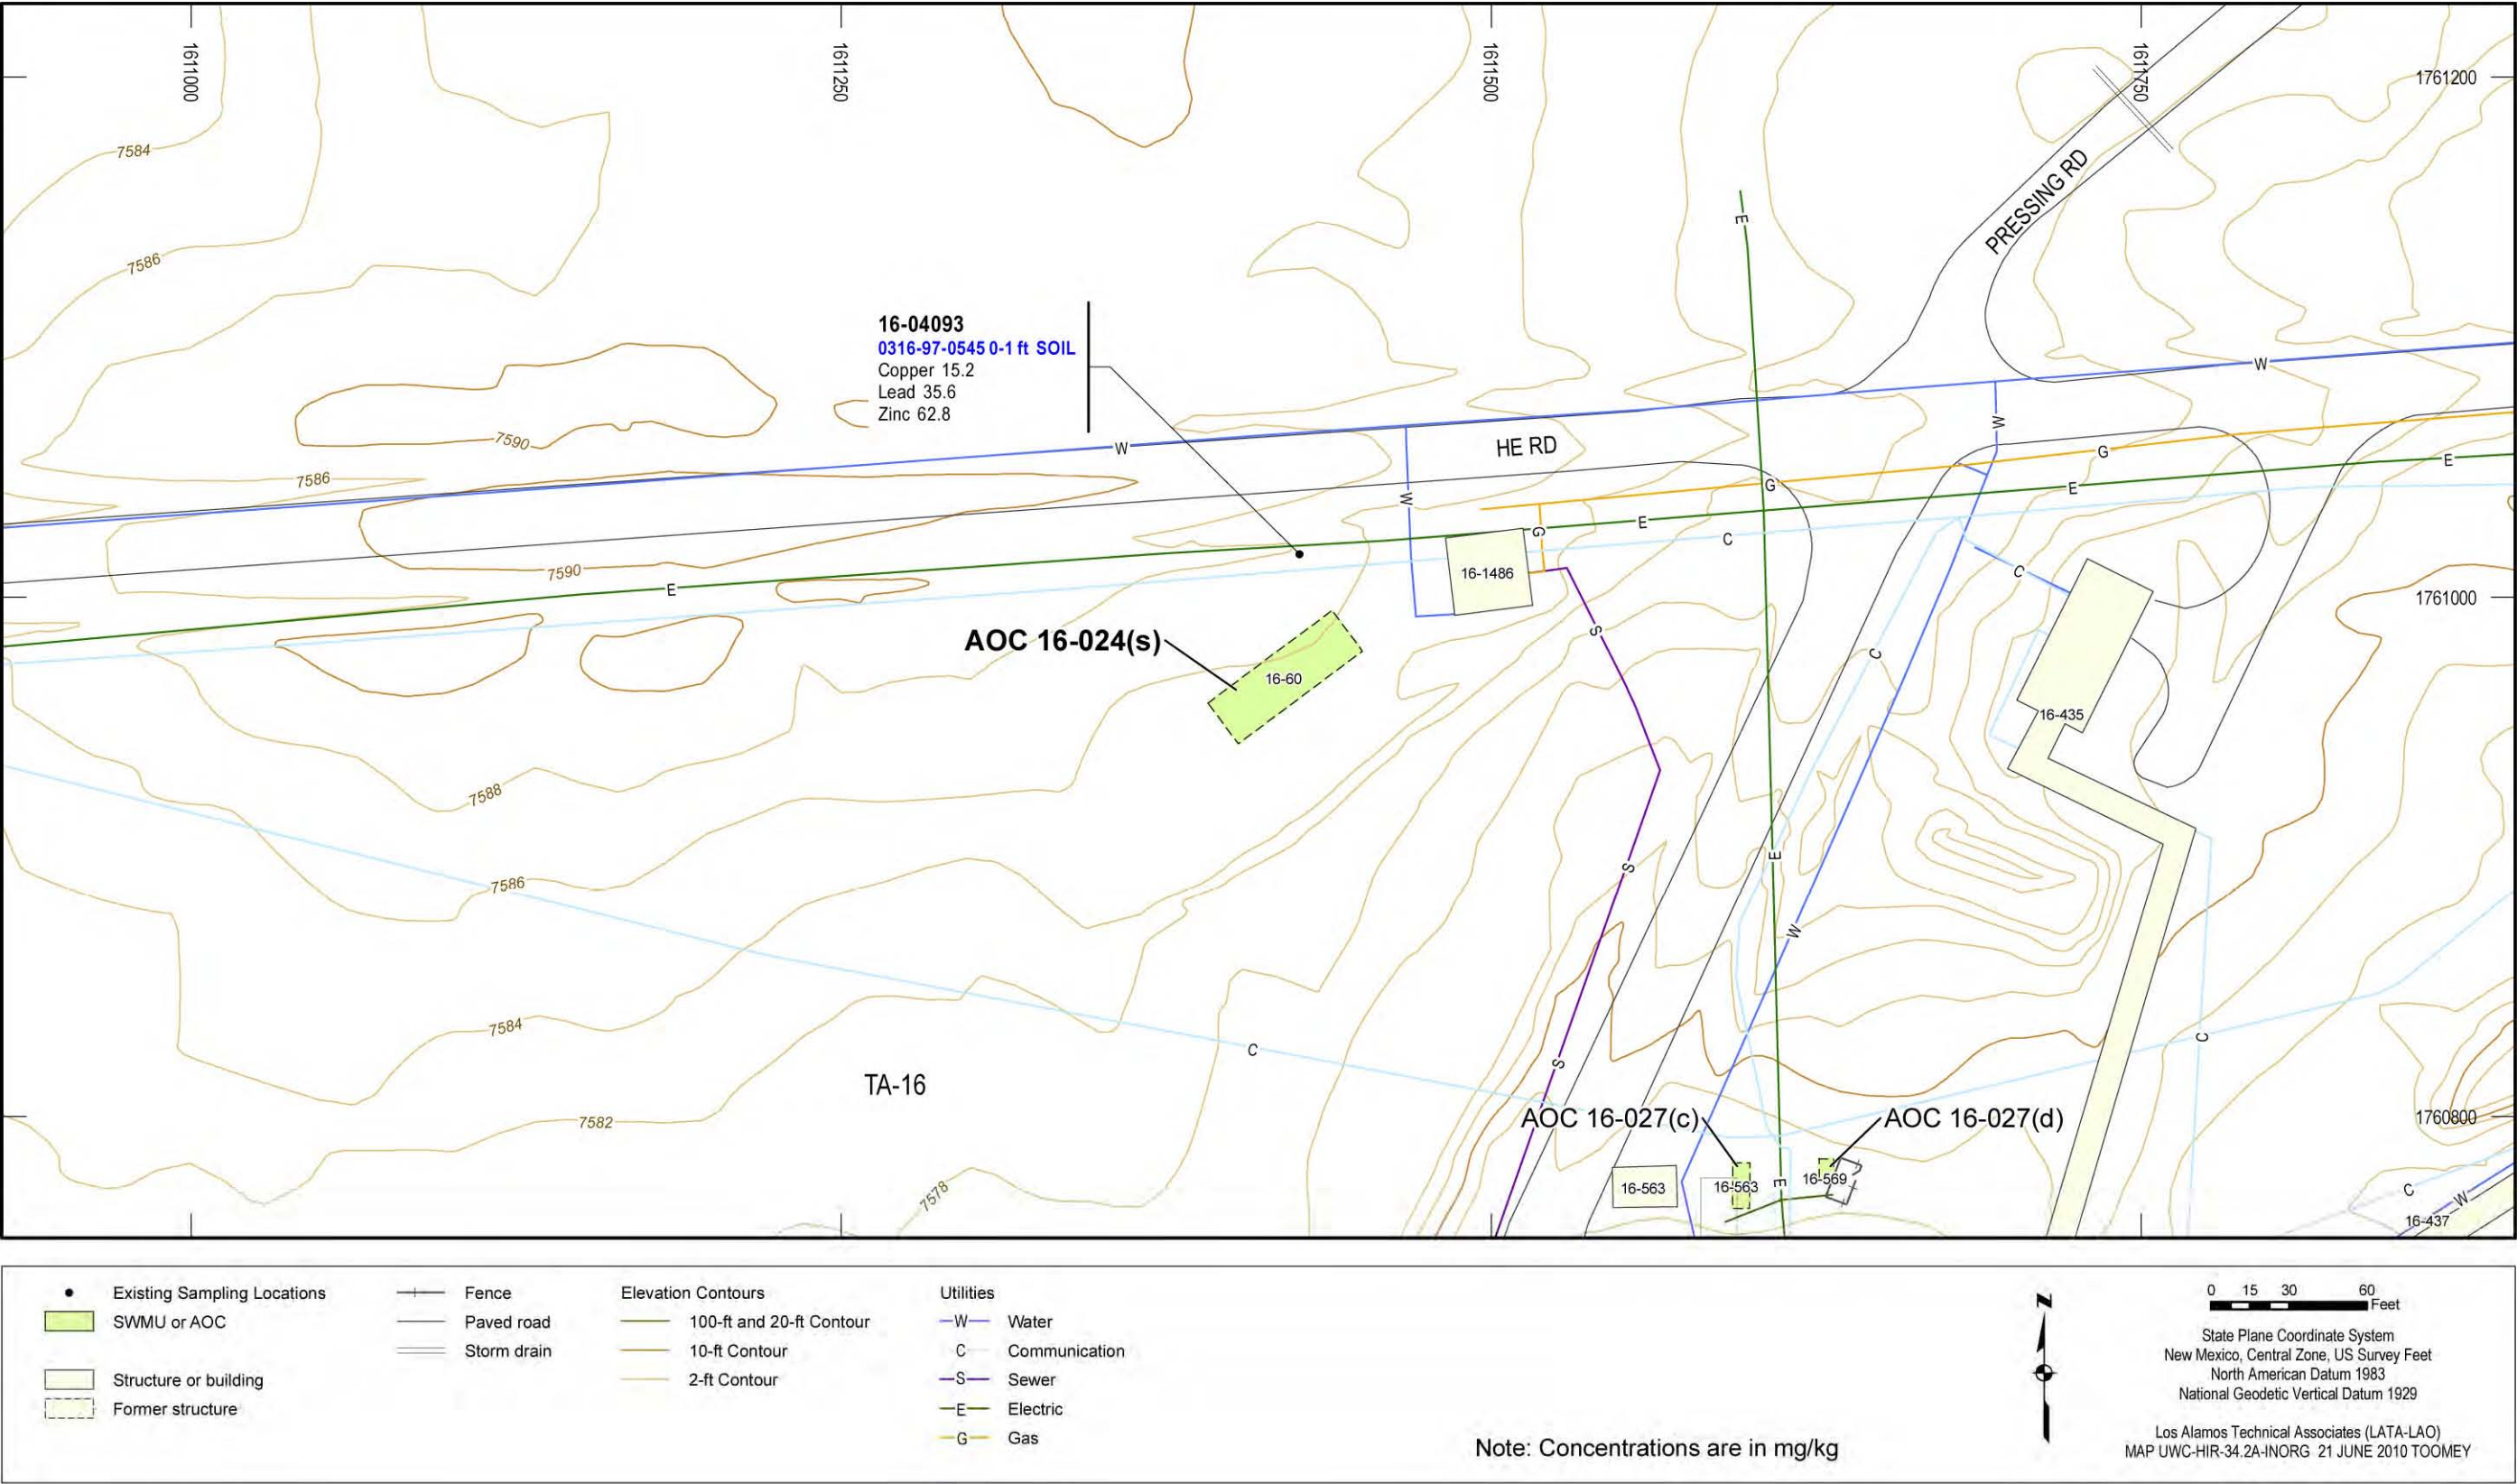 1611000
1611250
1611500
1611750
1761200
7584
PRESSING RD
E
7586
16-04093
0316-97-0545 0-1 ft SOIL
Copper 15.2
Lead 35.6
Zinc 62.8
W
W
7590
W
HE RD
G
E
7586
W
G
E
E
G
C
7590
C
16-1486
E
1761000
S
AOC 16-024(s)
C
16-60
16-435
7588
E
S
7586
W
7584
C
C
S
TA-16
AOC 16-027(c)
AOC 16-027(d)
1760800
7582
16-563
16-563
E
16-569
7578
C
W
16-437
Existing Sampling Locations
SWMU or AOC
Structure or building
Former structure
Fence
Paved road
Storm drain
Elevation Contours
100-ft and 20-ft Contour
10-ft Contour
2-ft Contour
Utilities
W Water
C Communication
S Sewer
E Electric
G Gas
Note: Concentrations are in mg/kg
N
0 15 30 60
Feet
State Plane Coordinate System
New Mexico, Central Zone, US Survey Feet
North American Datum 1983
National Geodetic Vertical Datum 1929
Los Alamos Technical Associates (LATA-LAO)
MAP UWC-HIR-34.2A-INORG 21 JUNE 2010 TOOMEY